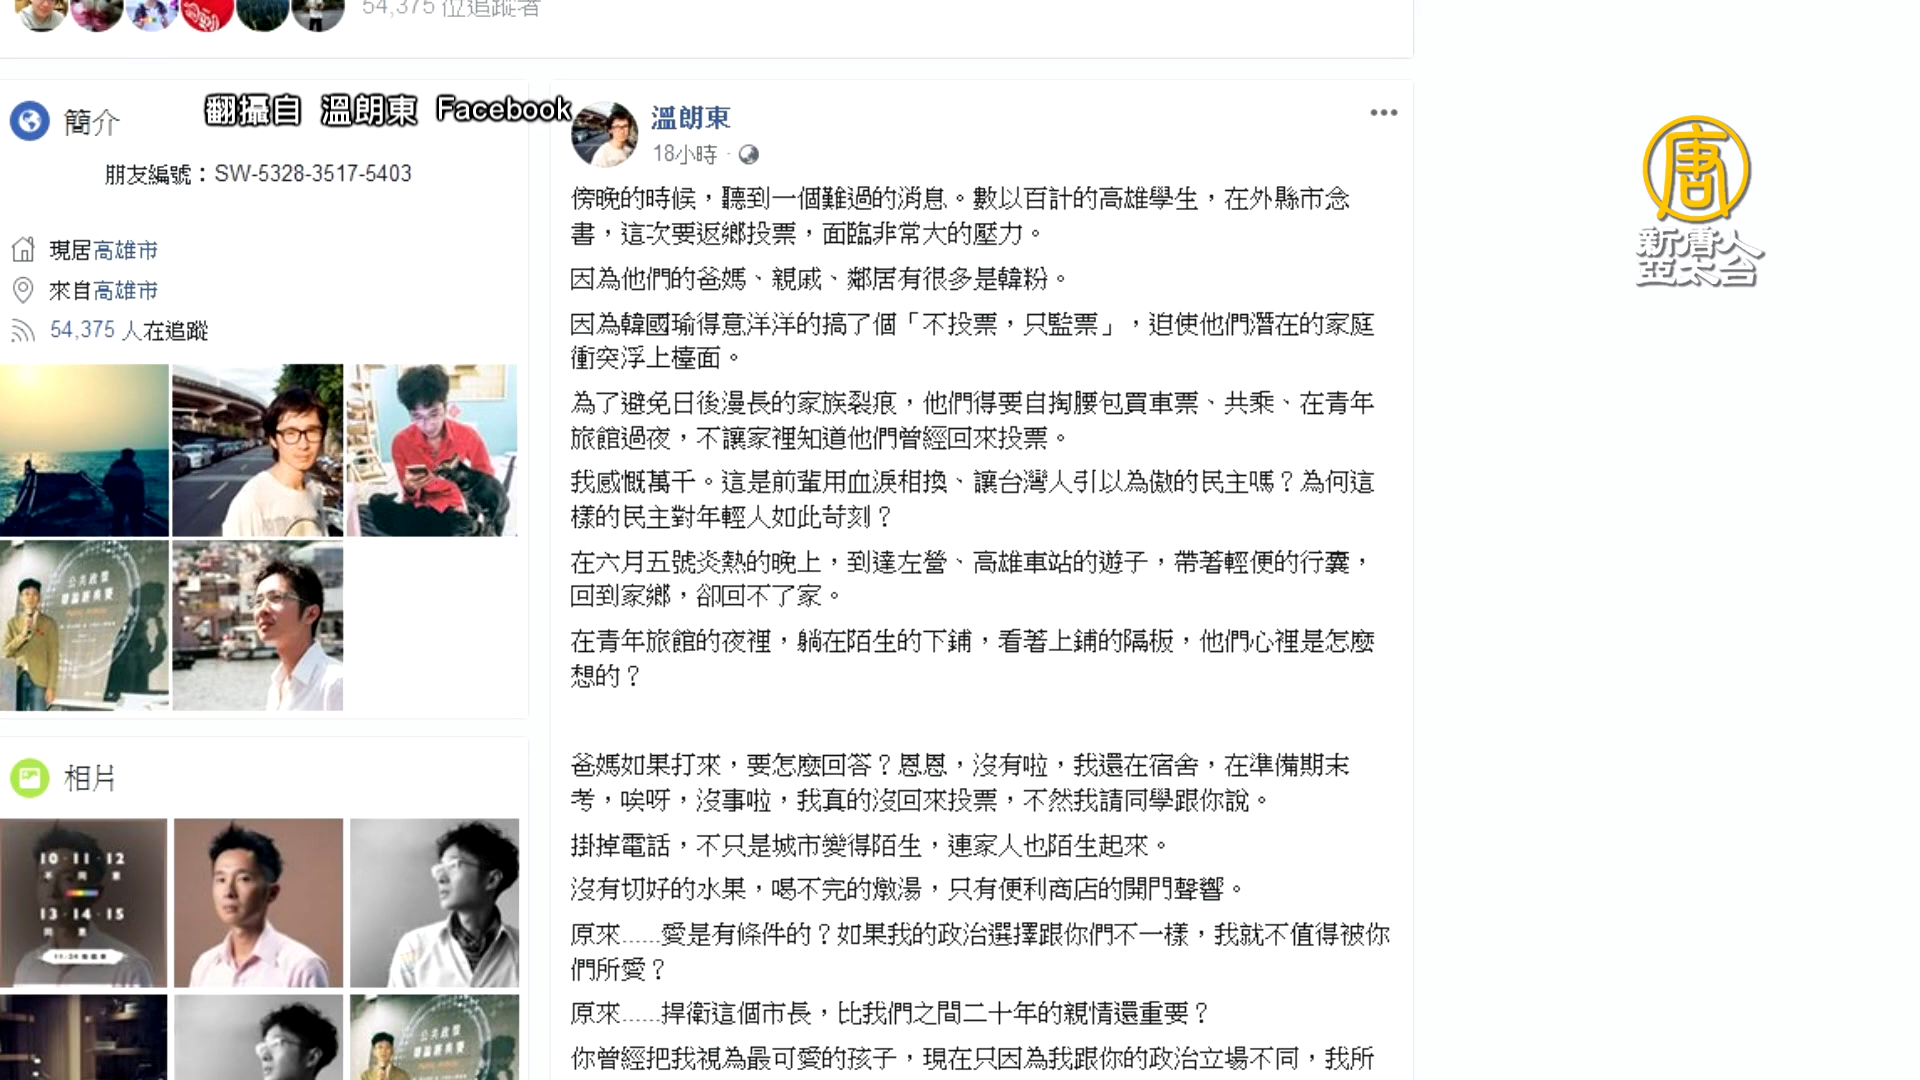 54,375 位追蹤者
簡介
翻攝自 溫朗東 Facebook
朋友編號：SW-5328-3517-5403
現居高雄市
來自高雄市
54,375 人在追蹤
相片
10·11·12
不同意
13·14·15
同意
溫朗東
18小時
傍晚的時候，聽到一個難過的消息。數以百計的高雄學生，在外縣市念
書，這次要返鄉投票，面臨非常大的壓力。
因為他們的爸媽、親戚、鄰居有很多是韓粉。
因為韓國瑜得意洋洋的搞了個「不投票，只監票」，迫使他們潛在的家庭
衝突浮上檯面。
為了避免日後漫長的家族裂痕，他們得要自掏腰包買車票、共乘、在青年
旅館過夜，不讓家裡知道他們曾經回來投票。
我感慨萬千。這是前輩用血淚相換、讓台灣人引以為傲的民主嗎？為何這
樣的民主對年輕人如此苛刻？
在六月五號炎熱的晚上，到達左營、高雄車站的遊子，帶著輕便的行囊，
回到家鄉，卻回不了家。
在青年旅館的夜裡，躺在陌生的下鋪，看著上鋪的隔板，他們心裡是怎麼
想的？
爸媽如果打來，要怎麼回答？恩恩，沒有啦，我還在宿舍，在準備期末
考，唉呀，沒事啦，我真的沒回來投票，不然我請同學跟你說。
掛掉電話，不只是城市變得陌生，連家人也陌生起來。
沒有切好的水果，喝不完的燉湯，只有便利商店的開門聲響。
原來......愛是有條件的？如果我的政治選擇跟你們不一樣，我就不值得被你
們所愛？
原來......捍衛這個市長，比我們之間二十年的親情還重要？
你曾經把我視為最可愛的孩子，現在只因為我跟你的政治立場不同，我所
唐
新唐人
亞太台